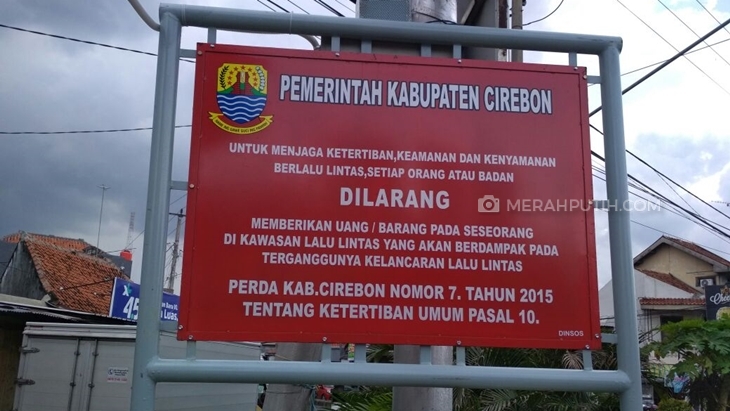 PEMERINTAH KABUPATEN CIREBON
UNTUK MENJAGA KETERTIBAN,KEAMANAN DAN KENYAMANAN
BERLALU LINTAS,SETIAP ORANG ATAU BADAN
DILARANG
MERAHPUTIH.COM
MEMBERIKAN UANG / BARANG PADA SESEORANG
DI KAWASAN LALU LINTAS YANG AKAN BERDAMPAK PADA
TERGANGGUNYA KELANCARAN LALU LINTAS
PERDA KAB.CIREBON NOMOR 7. TAHUN 2015
TENTANG KETERTIBAN UMUM PASAL 10.
DINSOS
45